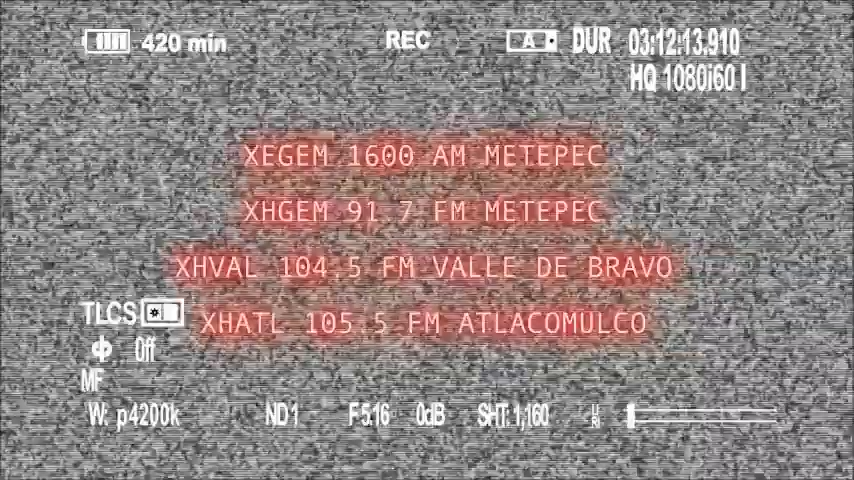 420 min REC A DUR 03:12:13.910
HQ 1080i60 I
XEGEM 1600 AM METEPEC
XHGEM 91.7 FM METEPEC
XHVAL 104.5 FM VALLE DE BRAVO
XHATL 105.5 FM ATLACOMULCO
TLCS
Off
MF
W: p4200k ND1 F5.16 0dB SHT: 1,160